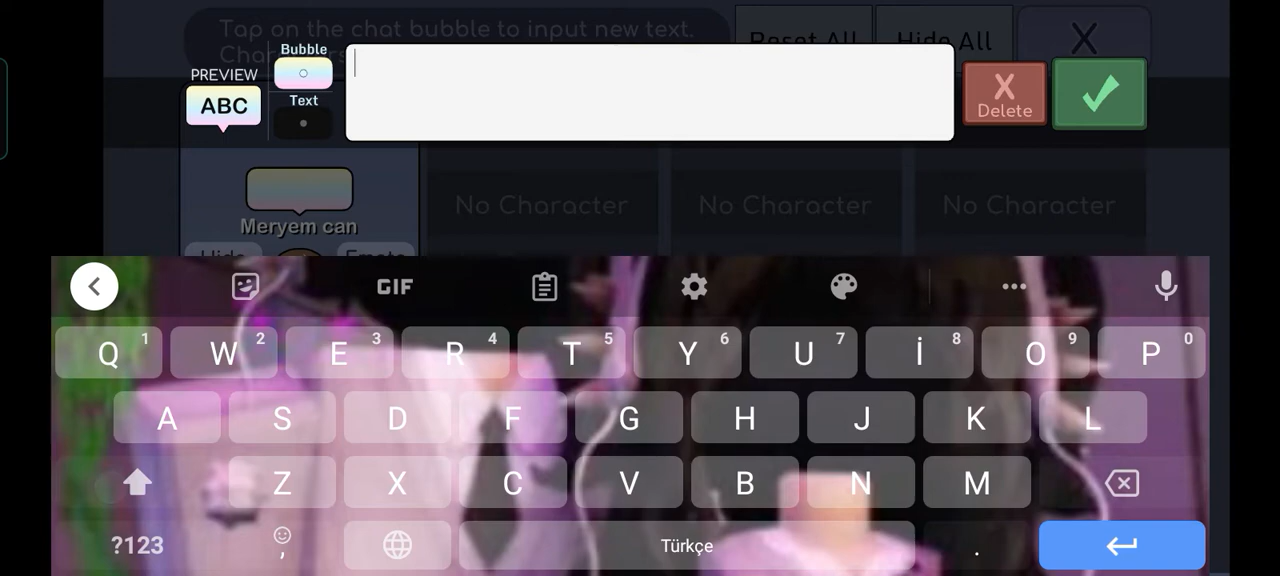 Tap on the chat bubble to input new text.
Reset All
Hide All
X
Bubble
PREVIEW
ABC
Text
X
Delete
Meryem can
No Character
No Character
No Character
Hide
GIF
Q 1 W 2 E 3 R 4 T 5 Y 6 U 7 İ 8 O 9 P 0
A S D F G H J K L
Z X C V B N M
?123 , Türkçe .